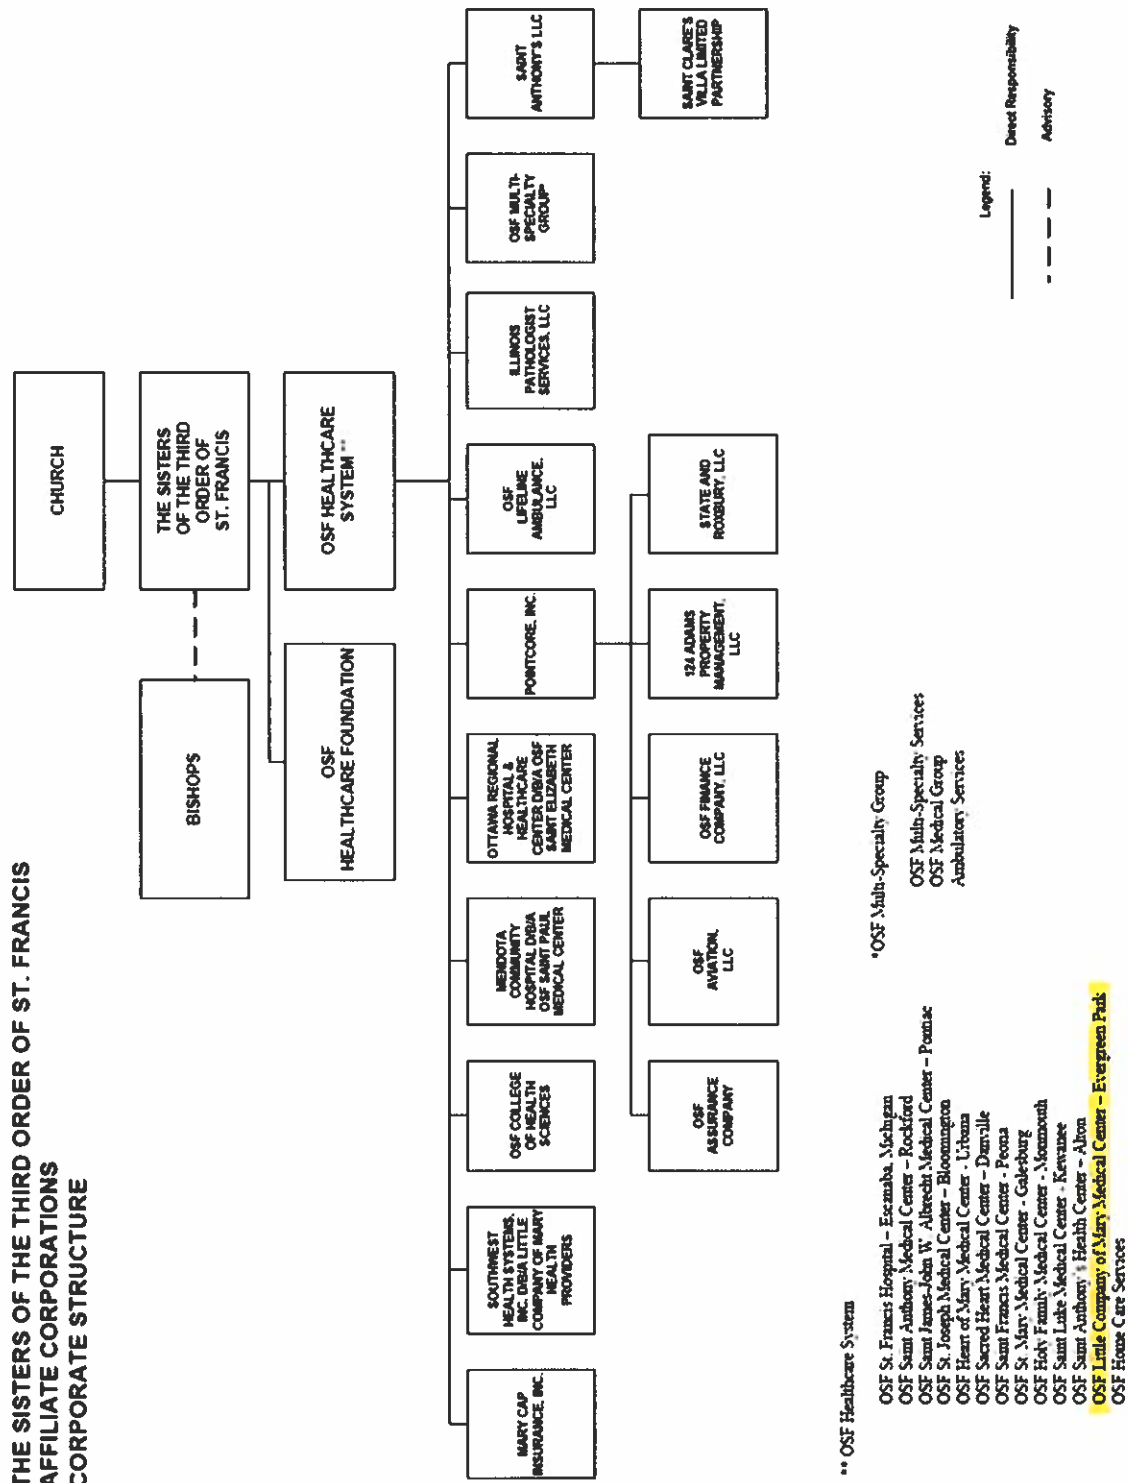 THE SISTERS OF THE THIRD ORDER OF ST. FRANCIS
AFFILIATE CORPORATIONS
CORPORATE STRUCTURE
CHURCH
BISHOPS
THE SISTERS
OF THE THIRD
ORDER OF
ST. FRANCIS
OSF
HEALTHCARE FOUNDATION
OSF HEALTHCARE
SYSTEM **
MARY CAP
INSURANCE, INC.
SOUTHWEST
HEALTH SYSTEMS,
INC. D/B/A LITTLE
COMPANY OF MARY
HEALTH
PROVIDERS
OSF COLLEGE
OF HEALTH
SCIENCES
MENDOTA
COMMUNITY
HOSPITAL D/B/A
OSF SAINT PAUL
MEDICAL CENTER
OTTAWA REGIONAL
HOSPITAL &
HEALTHCARE
CENTER D/B/A OSF
SAINT ELIZABETH
MEDICAL CENTER
POINTCORE, INC.
OSF
LIFELINE
AMBULANCE,
LLC
ILLINOIS
PATHOLOGIST
SERVICES, LLC
OSF MULTI-
SPECIALTY
GROUP*
SAINT
ANTHONY'S LLC
OSF
ASSURANCE
COMPANY
OSF
AVIATION,
LLC
OSF FINANCE
COMPANY, LLC
124 ADAMS
PROPERTY
MANAGEMENT,
LLC
STATE AND
ROXBURY, LLC
SAINT CLARE'S
VILLA LIMITED
PARTNERSHIP
** OSF Healthcare System
OSF St. Francis Hospital – Escanaba, Michigan
OSF Saint Anthony Medical Center – Rockford
OSF Saint James-John W. Albrecht Medical Center – Pontiac
OSF St. Joseph Medical Center – Bloomington
OSF Heart of Mary Medical Center - Urbana
OSF Sacred Heart Medical Center – Danville
OSF Saint Francis Medical Center - Peoria
OSF St. Mary Medical Center - Galesburg
OSF Holy Family Medical Center - Monmouth
OSF Saint Luke Medical Center - Kewanee
OSF Saint Anthony's Health Center – Alton
OSF Little Company of Mary Medical Center – Evergreen Park
OSF Home Care Services
*OSF Multi-Specialty Group
OSF Multi-Specialty Services
OSF Medical Group
Ambulatory Services
Legend:
Direct Responsibility
Advisory